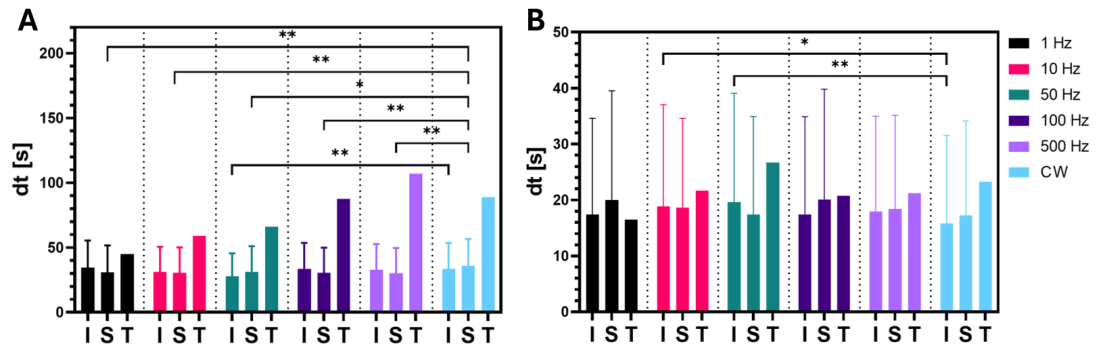 A
dt [s]
200
150
100
50
0
**
**
*
**
**
**
I S T I S T I S T I S T I S T I S T
B
dt [s]
50
40
30
20
10
0
*
**
I S T I S T I S T I S T I S T I S T
1 Hz
10 Hz
50 Hz
100 Hz
500 Hz
CW